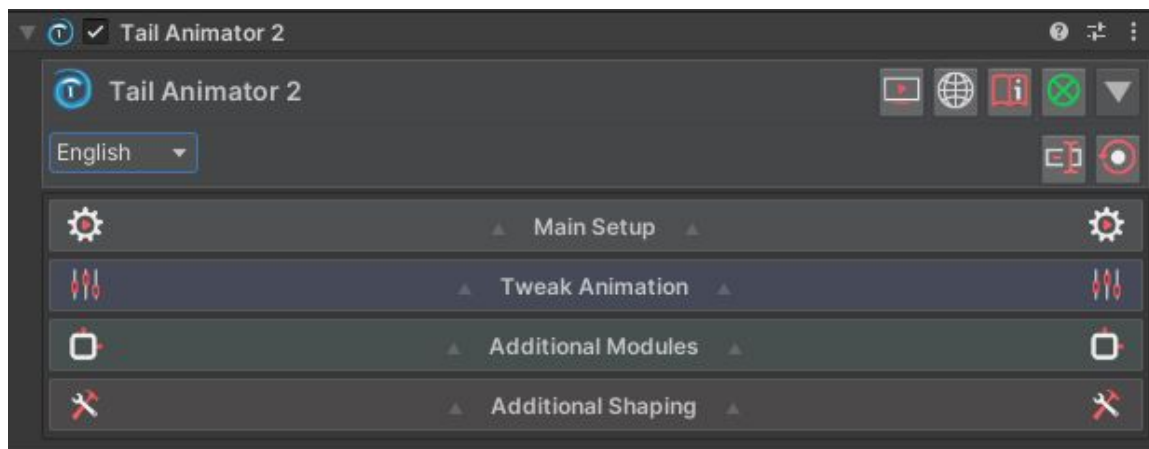 Tail Animator 2
Tail Animator 2
English
Main Setup
Tweak Animation
Additional Modules
Additional Shaping